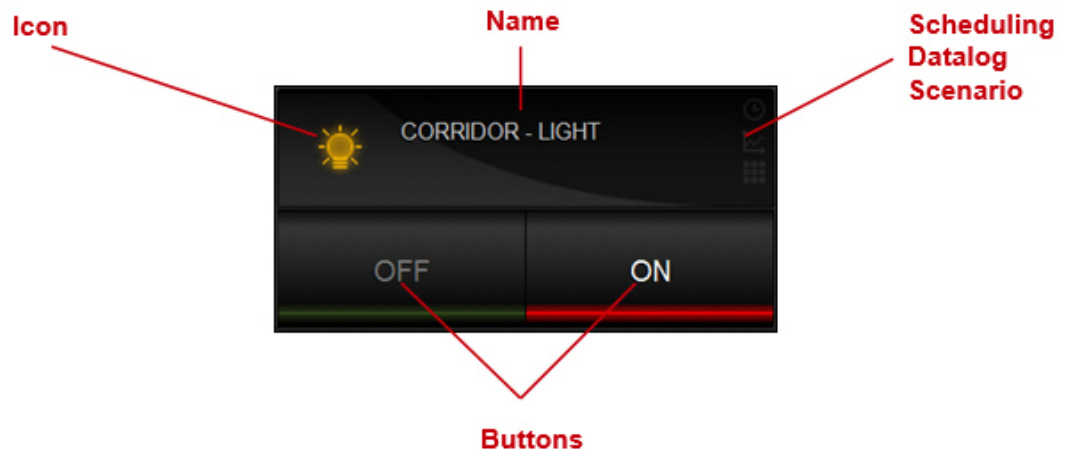 Icon
Name
Scheduling
Datalog
Scenario
CORRIDOR - LIGHT
OFF
ON
Buttons